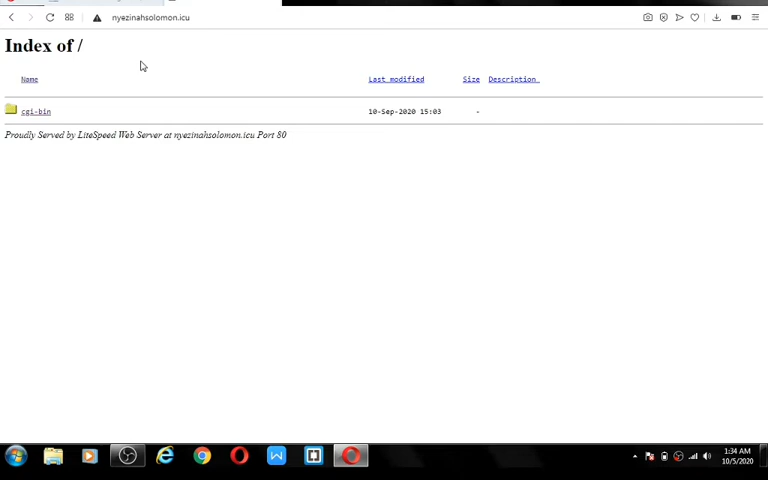 nyezinahsolomon.icu
Index of /
Name Last modified Size Description
cgi-bin 10-Sep-2020 15:03 -
Proudly Served by LiteSpeed Web Server at nyezinahsolomon.icu Port 80
1:34 AM
10/5/2020